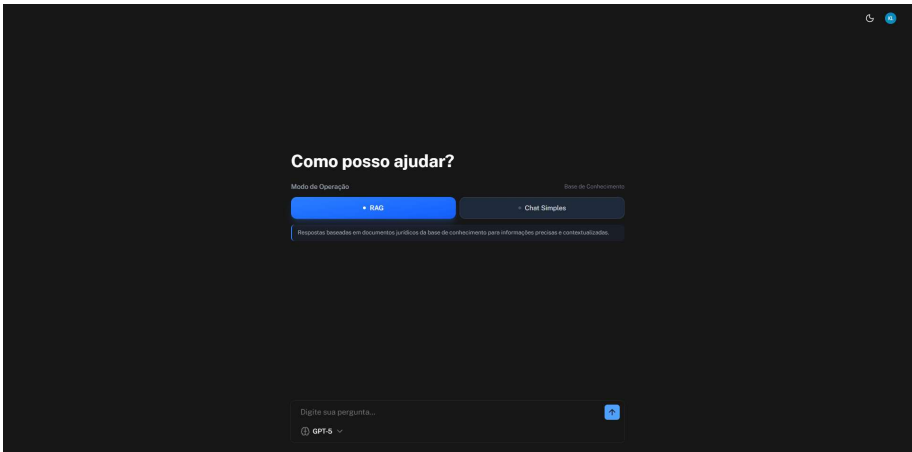 Como posso ajudar?
Modo de Operação
Base de Conhecimento
RAG
Chat Simples
Respostas baseadas em documentos jurídicos da base de conhecimento para informações precisas e contextualizadas.
Digite sua pergunta...
GPT-5